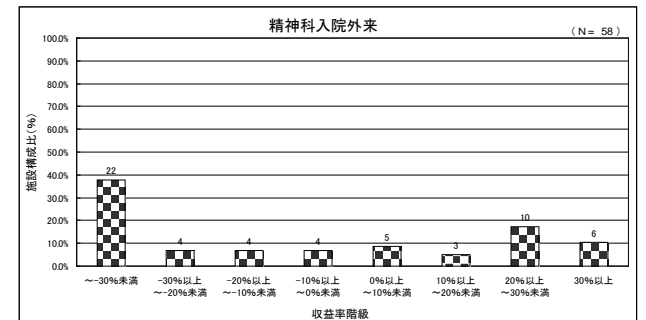 精神科入院外来
（N= 58）
施設構成比(%)
100.0%
90.0%
80.0%
70.0%
60.0%
50.0%
40.0%
30.0%
20.0%
10.0%
0.0%
22
4
4
4
5
3
10
6
～-30%未満
-30%以上
～-20%未満
-20%以上
～-10%未満
-10%以上
～0%未満
0%以上
～10%未満
10%以上
～20%未満
20%以上
～30%未満
30%以上
収益率階級